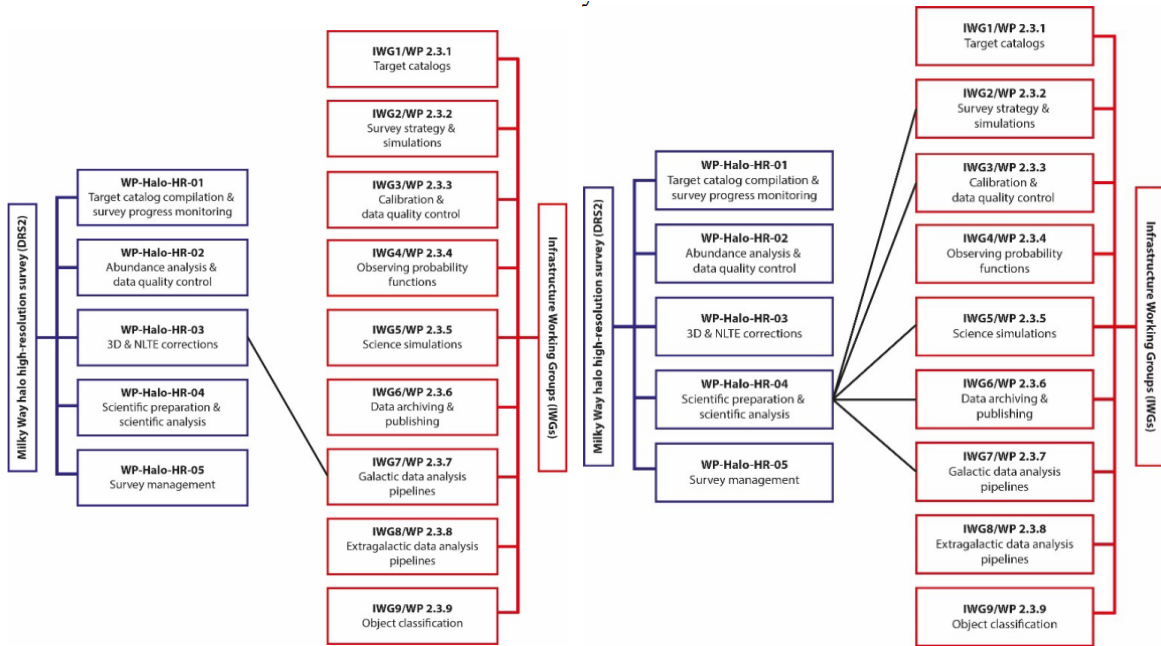 Milky Way halo high-resolution survey (DRS2)
WP-Halo-HR-01
Target catalog compilation &
survey progress monitoring
WP-Halo-HR-02
Abundance analysis &
data quality control
WP-Halo-HR-03
3D & NLTE corrections
WP-Halo-HR-04
Scientific preparation &
scientific analysis
WP-Halo-HR-05
Survey management
IWG1/WP 2.3.1
Target catalogs
IWG2/WP 2.3.2
Survey strategy &
simulations
IWG3/WP 2.3.3
Calibration &
data quality control
IWG4/WP 2.3.4
Observing probability
functions
IWG5/WP 2.3.5
Science simulations
IWG6/WP 2.3.6
Data archiving &
publishing
IWG7/WP 2.3.7
Galactic data analysis
pipelines
IWG8/WP 2.3.8
Extragalactic data analysis
pipelines
IWG9/WP 2.3.9
Object classification
Infrastructure Working Groups (IWGs)
Milky Way halo high-resolution survey (DRS2)
WP-Halo-HR-01
Target catalog compilation &
survey progress monitoring
WP-Halo-HR-02
Abundance analysis &
data quality control
WP-Halo-HR-03
3D & NLTE corrections
WP-Halo-HR-04
Scientific preparation &
scientific analysis
WP-Halo-HR-05
Survey management
IWG1/WP 2.3.1
Target catalogs
IWG2/WP 2.3.2
Survey strategy &
simulations
IWG3/WP 2.3.3
Calibration &
data quality control
IWG4/WP 2.3.4
Observing probability
functions
IWG5/WP 2.3.5
Science simulations
IWG6/WP 2.3.6
Data archiving &
publishing
IWG7/WP 2.3.7
Galactic data analysis
pipelines
IWG8/WP 2.3.8
Extragalactic data analysis
pipelines
IWG9/WP 2.3.9
Object classification
Infrastructure Working Groups (IWGs)